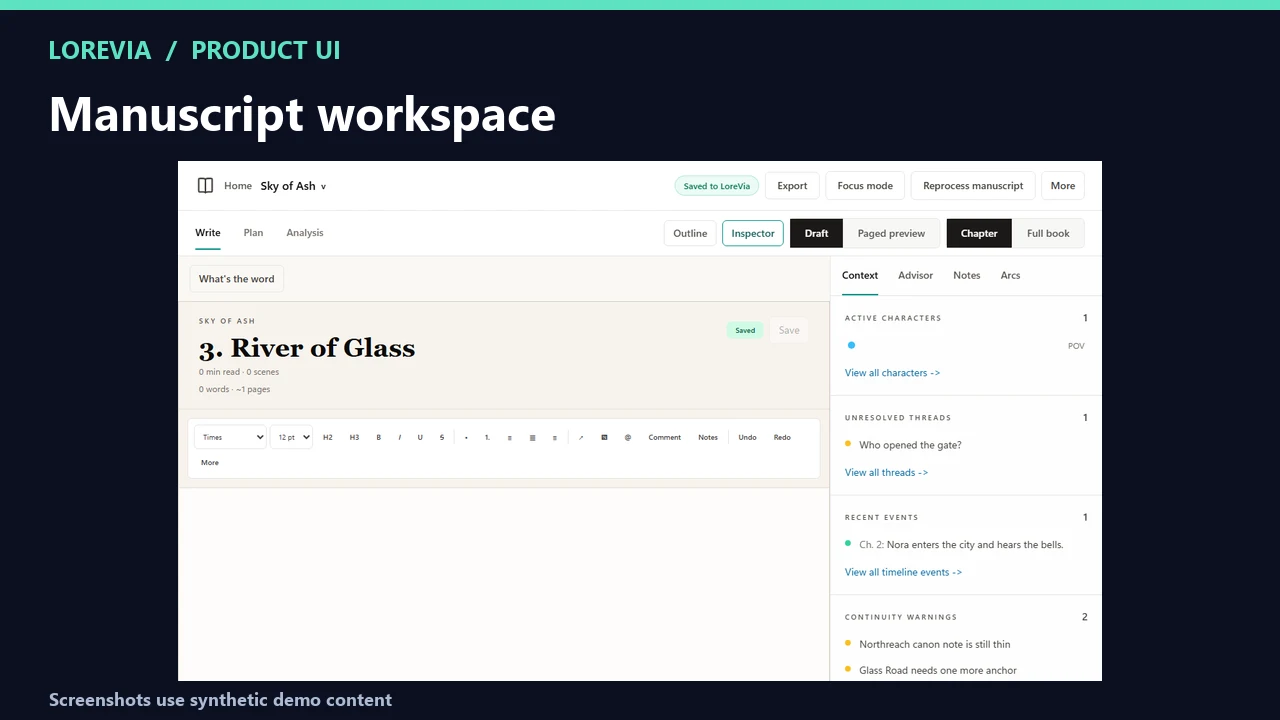 LOREVIA / PRODUCT UI
Manuscript workspace
Home Sky of Ash v Saved to LoreVia Export Focus mode Reprocess manuscript More
Write Plan Analysis Outline Inspector Draft Paged preview Chapter Full book
What's the word
Context Advisor Notes Arcs
SKY OF ASH
3. River of Glass
Saved Save
0 min read · 0 scenes
0 words · ~1 pages
Times 12 pt H2 H3 B I U S • 1. Comment Notes Undo Redo
More
ACTIVE CHARACTERS 1
POV
View all characters ->
UNRESOLVED THREADS 1
Who opened the gate?
View all threads ->
RECENT EVENTS 1
Ch. 2: Nora enters the city and hears the bells.
View all timeline events ->
CONTINUITY WARNINGS 2
Northreach canon note is still thin
Glass Road needs one more anchor
Screenshots use synthetic demo content